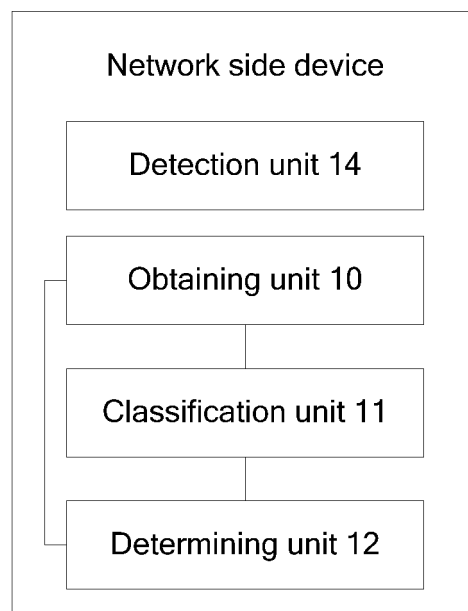 Network side device
Detection unit 14
Obtaining unit 10
Classification unit 11
Determining unit 12